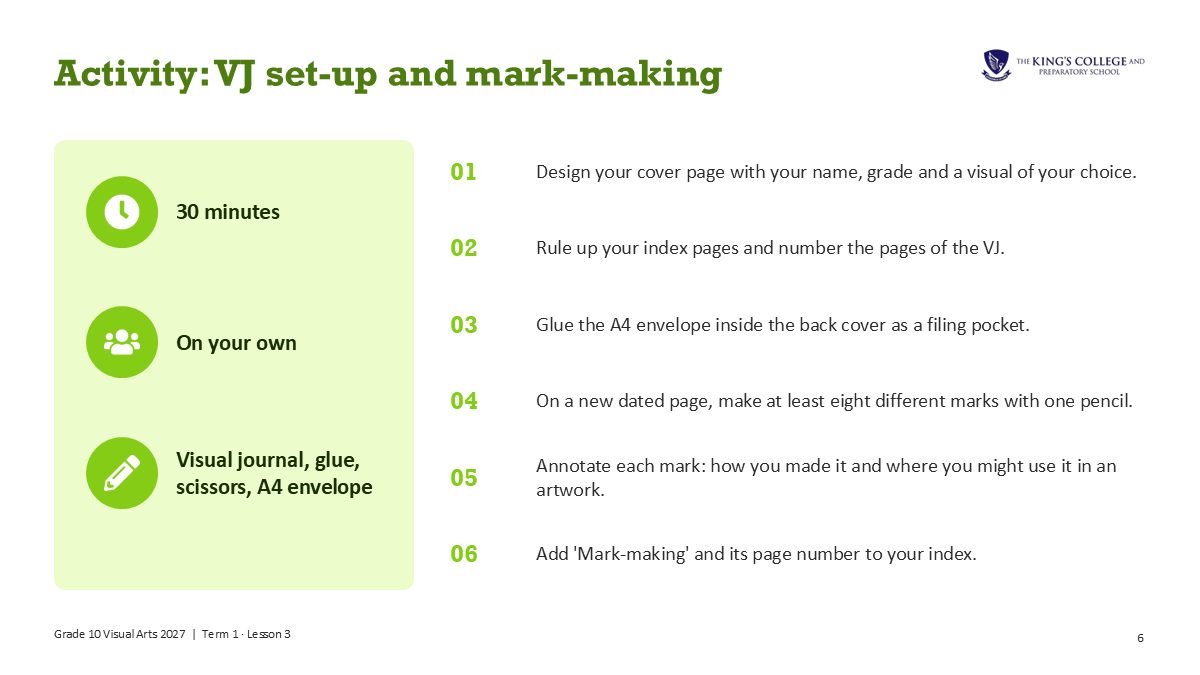 Activity: VJ set-up and mark-making
THE KING'S COLLEGE AND
PREPARATORY SCHOOL
30 minutes
On your own
Visual journal, glue,
scissors, A4 envelope
01 Design your cover page with your name, grade and a visual of your choice.
02 Rule up your index pages and number the pages of the VJ.
03 Glue the A4 envelope inside the back cover as a filing pocket.
04 On a new dated page, make at least eight different marks with one pencil.
05 Annotate each mark: how you made it and where you might use it in an
artwork.
06 Add 'Mark-making' and its page number to your index.
Grade 10 Visual Arts 2027 | Term 1 · Lesson 3
6